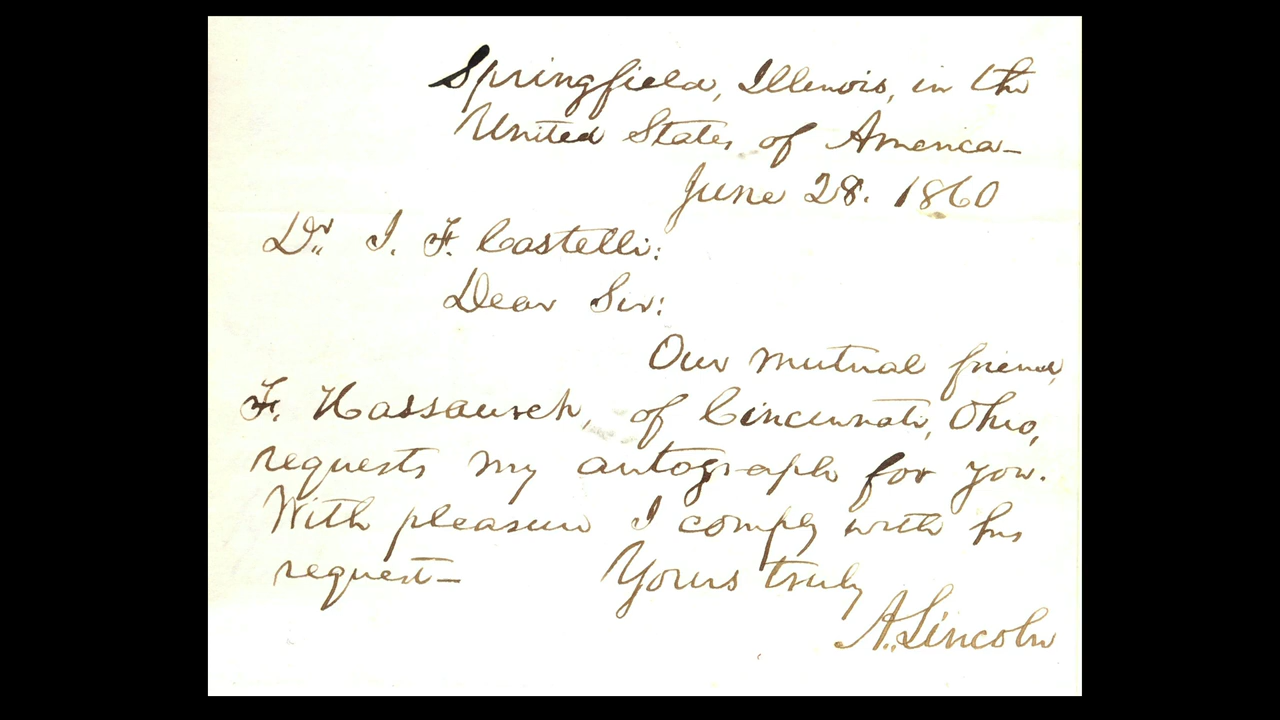 Springfield, Illinois, in the
United States of America—
June 28. 1860
Dr. I. F. Castelli:
Dear Sir:
Our mutual friend,
F. Hassaurek, of Cincinnati, Ohio,
requests my autograph for you.
With pleasure I comply with his
request— Yours truly
A. Lincoln